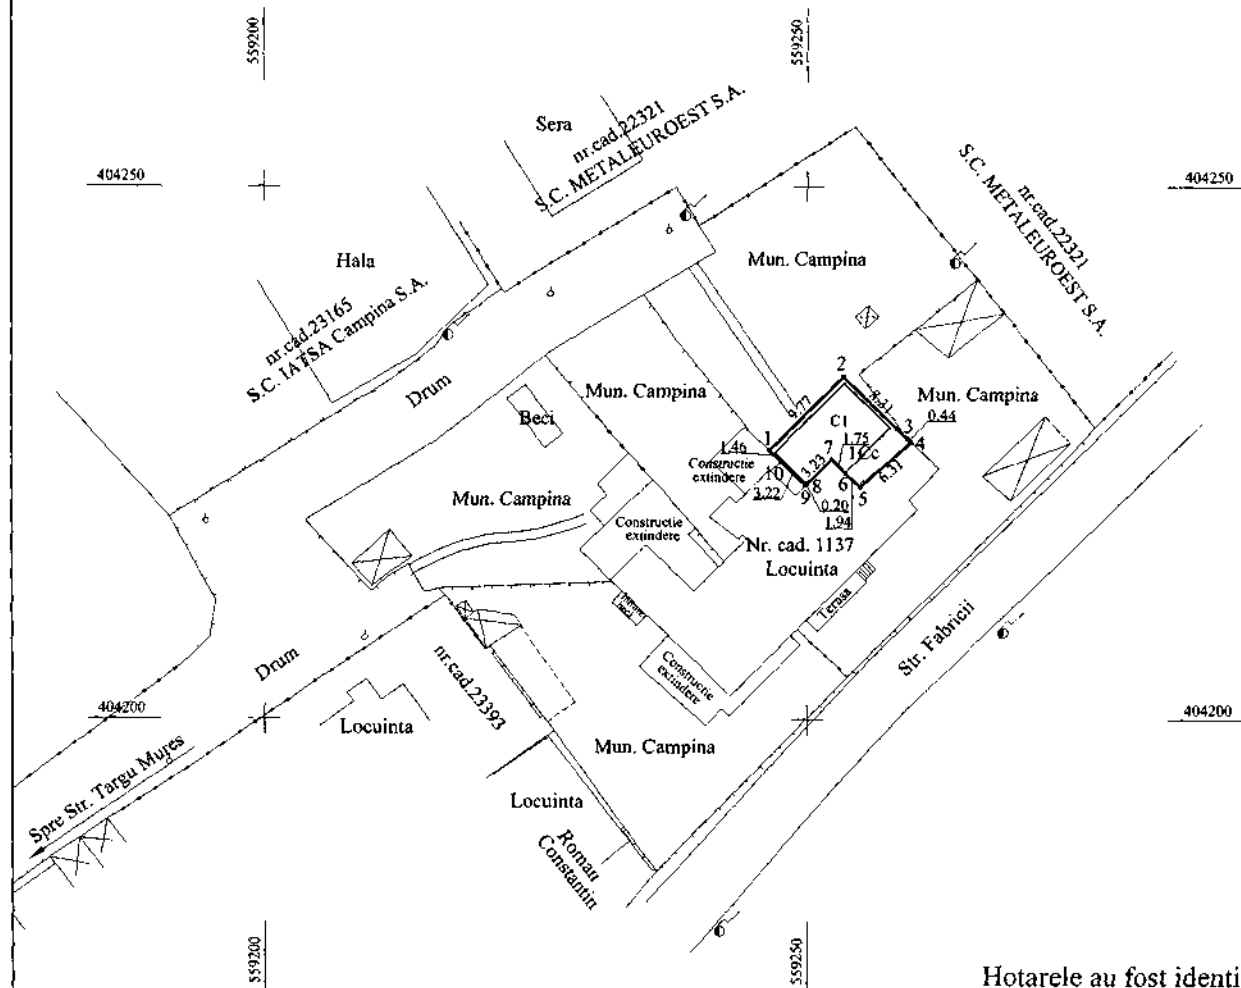 559200
559250
Sera
nr.cad.22321
S.C. METALEUROEST S.A.
404250
404250
nr.cad.22321
S.C. METALEUROEST S.A.
Mun. Campina
Hala
nr.cad.23165
S.C. IATSA Campina S.A.
Drum
Mun. Campina
Beci
2
9.77
8.31
Mun. Campina
0.44
C1
3
4
1
1.46
7
1.75
1Cc
Constructie
extindere
10
3.23
6.31
3.22
8
9
6
5
0.20
1.94
Mun. Campina
Constructie
extindere
Nr. cad. 1137
Locuinta
Terasa
Str. Fabricii
Drum
nr.cad.23393
Constructie
extindere
404200
404200
Locuinta
Mun. Campina
Spre Str. Targu Mures
Locuinta
Roman
Constantin
559200
559250
Hotarele au fost identi